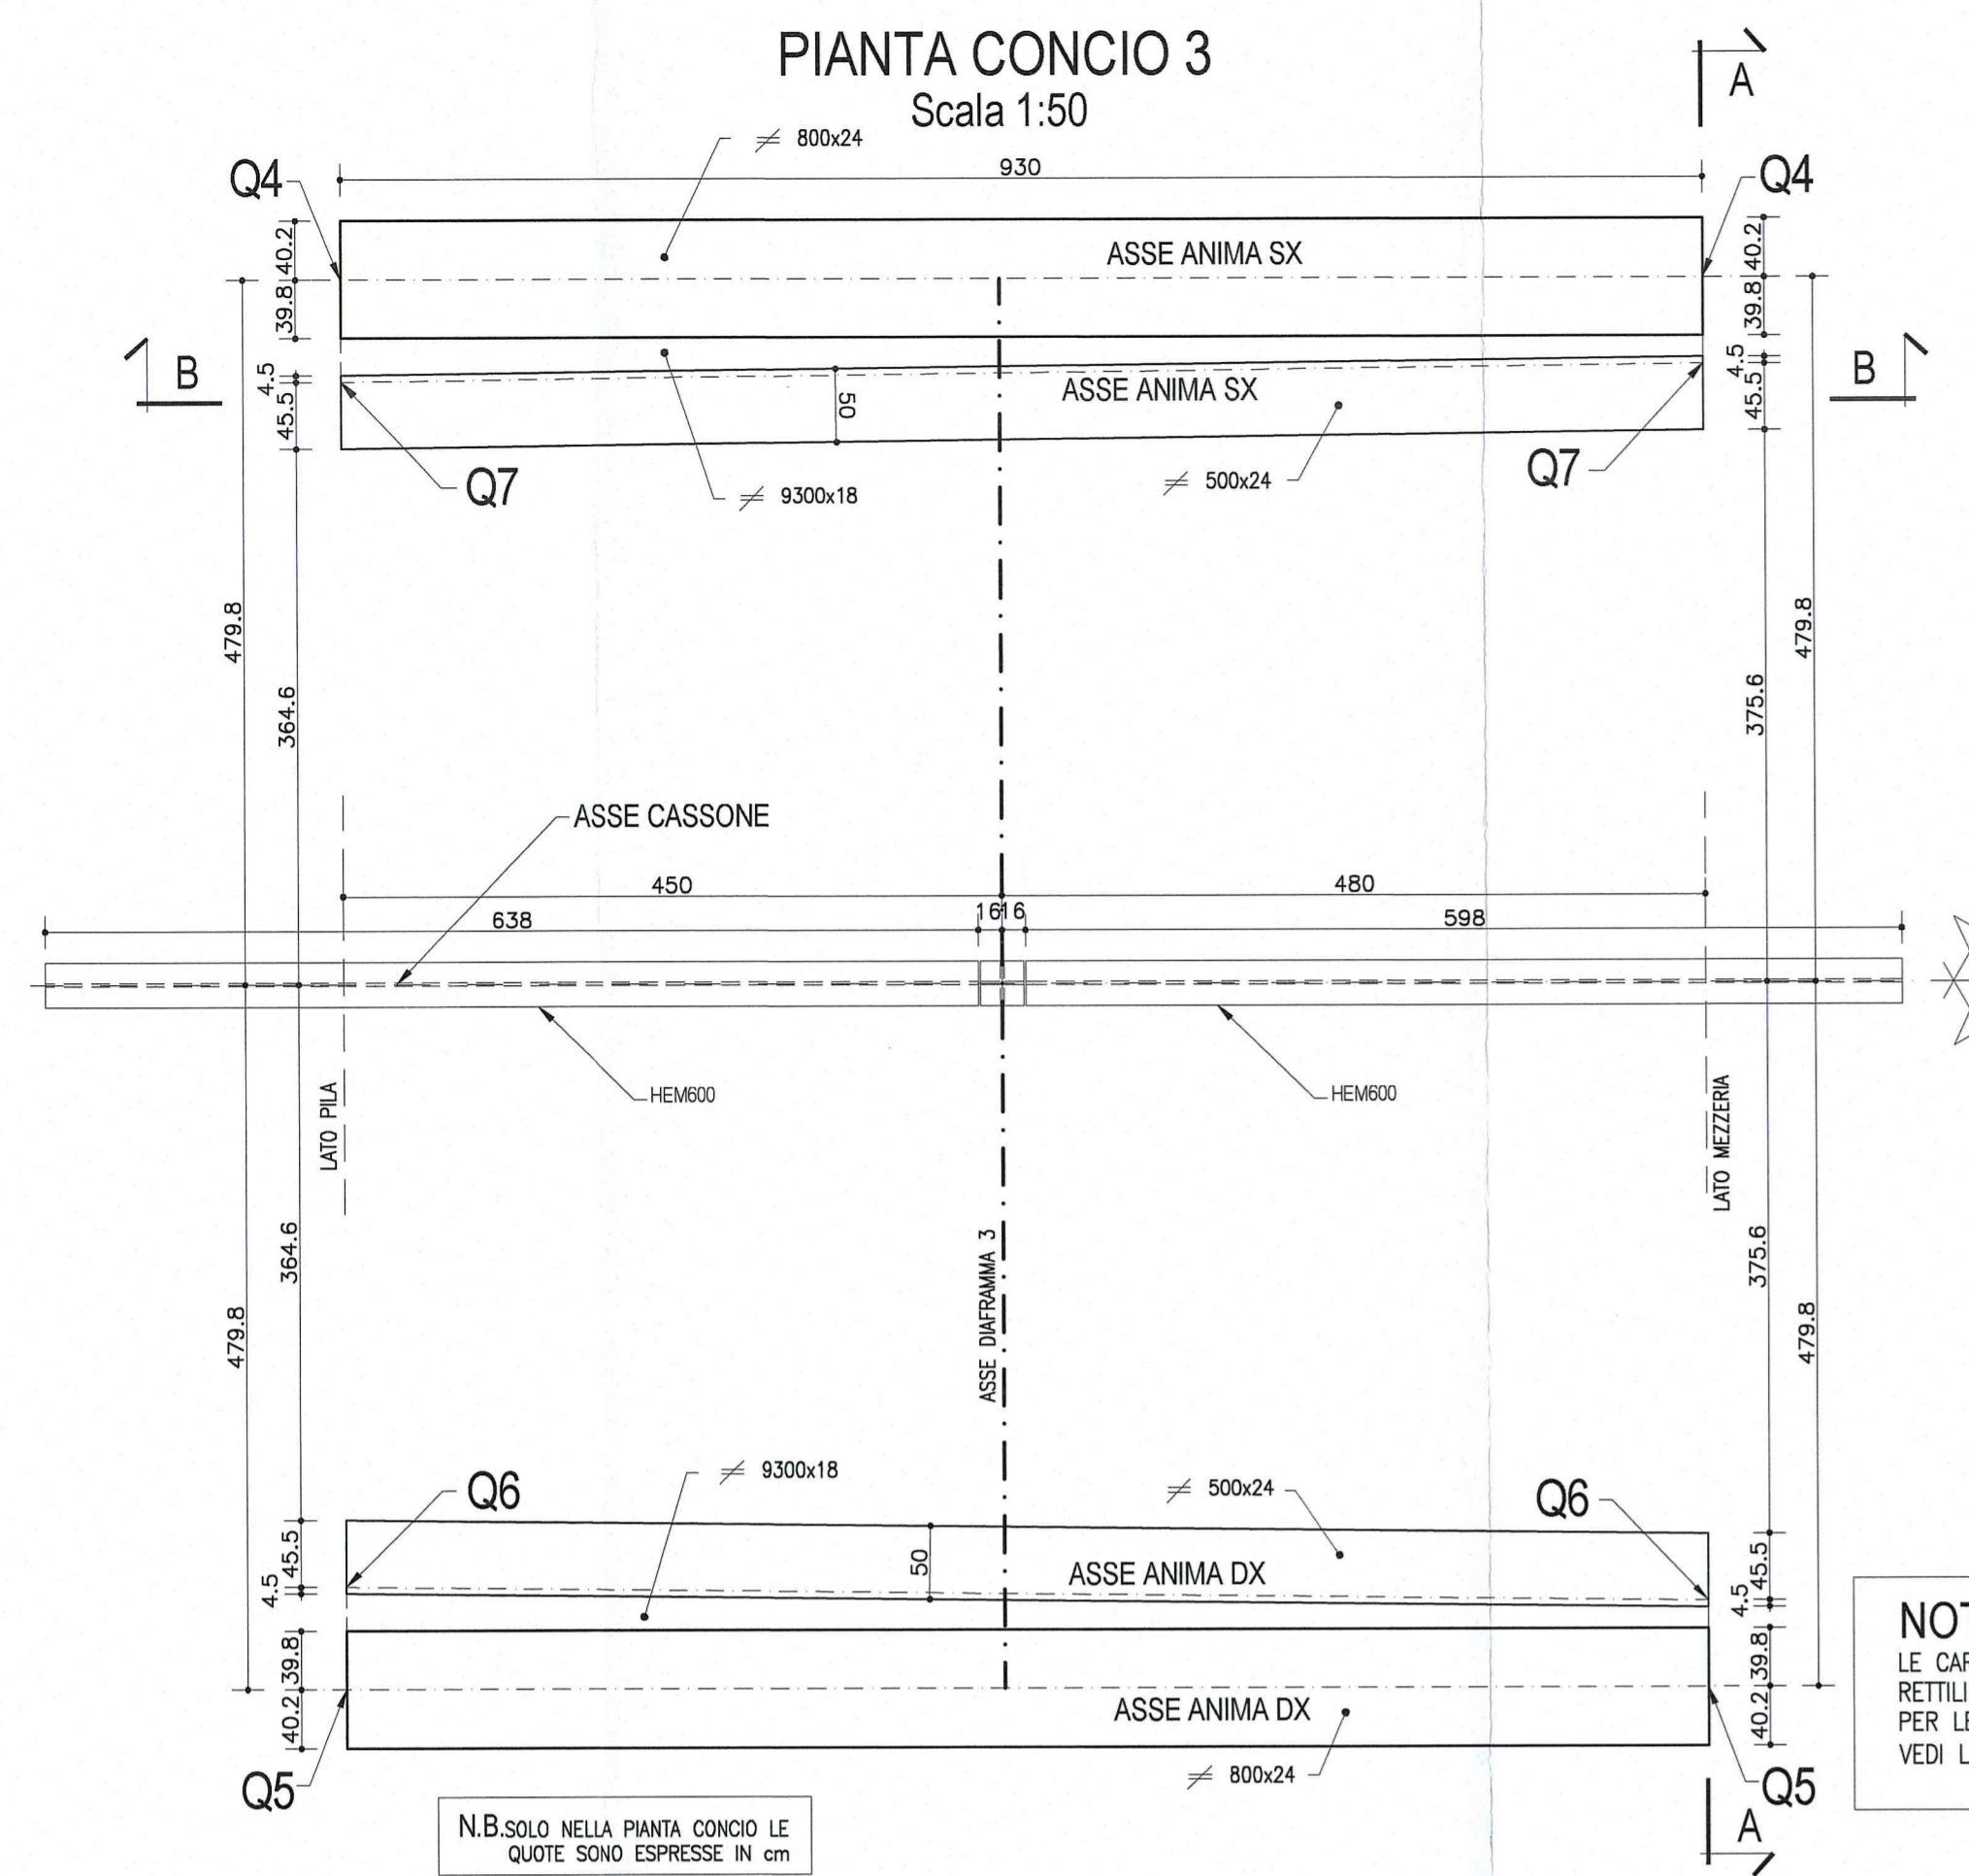 PIANTA CONCIO 3
Scala 1:50
A
800x24
930
Q4
Q4
40.2
39.8
ASSE ANIMA SX
40.2
39.8
B
4.5
45.5
50
ASSE ANIMA SX
4.5
45.5
B
Q7
9300x18
500x24
Q7
479.8
364.6
479.8
375.6
ASSE CASSONE
450
480
638
16
16
598
HEM600
HEM600
LATO PILA
LATO MEZZERIA
364.6
479.8
ASSE DIAFRAMMA 3
375.6
479.8
Q6
9300x18
500x24
Q6
45.5
4.5
50
ASSE ANIMA DX
45.5
4.5
39.8
40.2
ASSE ANIMA DX
39.8
40.2
Q5
800x24
Q5
A
N.B.SOLO NELLA PIANTA CONCIO LE
QUOTE SONO ESPRESSE IN cm
PER
VEDI